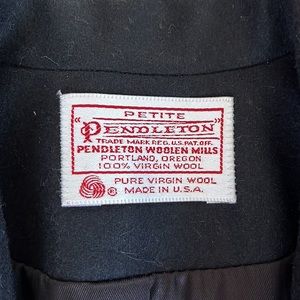 PETITE
"PENDLETON"
TRADE MARK REG. U.S. PAT. OFF.
PENDLETON WOOLEN MILLS
PORTLAND, OREGON
100% VIRGIN WOOL
® PURE VIRGIN WOOL
MADE IN U.S.A.